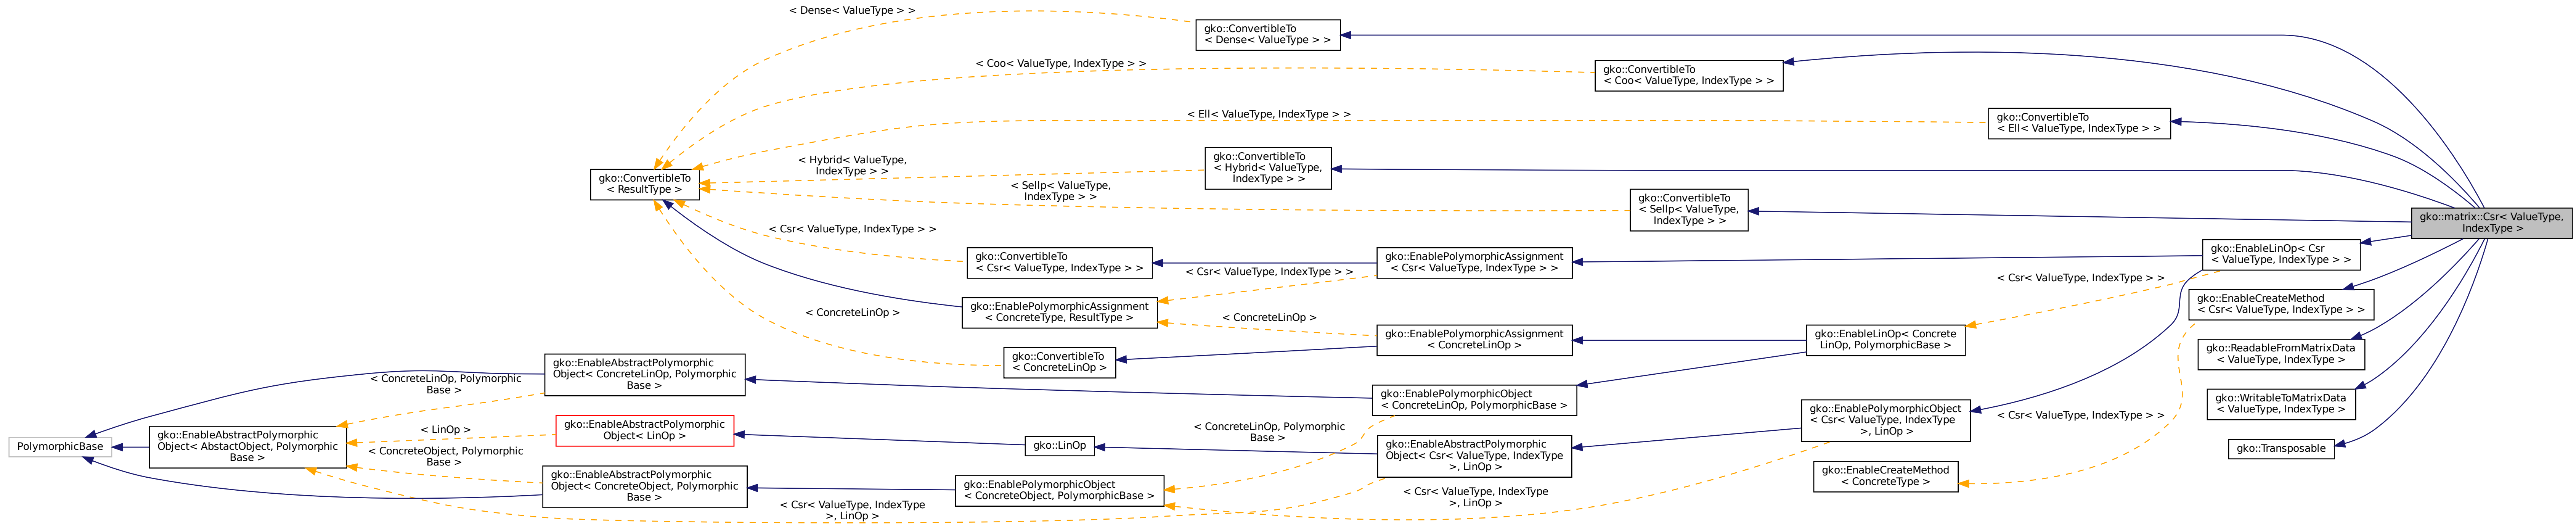 < Dense< ValueType > >
gko::ConvertibleTo
< Dense< ValueType > >
< Coo< ValueType, IndexType > >
gko::ConvertibleTo
< Coo< ValueType, IndexType > >
< Ell< ValueType, IndexType > >
gko::ConvertibleTo
< Ell< ValueType, IndexType > >
gko::ConvertibleTo
< ResultType >
< Hybrid< ValueType,
IndexType > >
gko::ConvertibleTo
< Hybrid< ValueType,
IndexType > >
< Sellp< ValueType,
IndexType > >
gko::ConvertibleTo
< Sellp< ValueType,
IndexType > >
gko::matrix::Csr< ValueType,
IndexType >
< Csr< ValueType, IndexType > >
gko::ConvertibleTo
< Csr< ValueType, IndexType > >
< Csr< ValueType, IndexType > >
gko::EnablePolymorphicAssignment
< Csr< ValueType, IndexType > >
gko::EnableLinOp< Csr
< ValueType, IndexType > >
< Csr< ValueType, IndexType > >
gko::EnablePolymorphicAssignment
< ConcreteType, ResultType >
gko::EnableCreateMethod
< Csr< ValueType, IndexType > >
< ConcreteLinOp >
< ConcreteLinOp >
gko::EnablePolymorphicAssignment
< ConcreteLinOp >
gko::EnableLinOp< Concrete
LinOp, PolymorphicBase >
gko::ReadableFromMatrixData
< ValueType, IndexType >
gko::ConvertibleTo
< ConcreteLinOp >
gko::EnableAbstractPolymorphic
Object< ConcreteLinOp, Polymorphic
Base >
< ConcreteLinOp, Polymorphic
Base >
gko::EnablePolymorphicObject
< ConcreteLinOp, PolymorphicBase >
gko::WritableToMatrixData
< ValueType, IndexType >
gko::EnablePolymorphicObject
< Csr< ValueType, IndexType
>, LinOp >
< Csr< ValueType, IndexType > >
PolymorphicBase
gko::EnableAbstractPolymorphic
Object< AbstactObject, Polymorphic
Base >
< LinOp >
gko::EnableAbstractPolymorphic
Object< LinOp >
gko::LinOp
< ConcreteLinOp, Polymorphic
Base >
gko::EnableAbstractPolymorphic
Object< Csr< ValueType, IndexType
>, LinOp >
gko::Transposable
< ConcreteObject, Polymorphic
Base >
gko::EnableAbstractPolymorphic
Object< ConcreteObject, Polymorphic
Base >
gko::EnablePolymorphicObject
< ConcreteObject, PolymorphicBase >
gko::EnableCreateMethod
< ConcreteType >
< Csr< ValueType, IndexType
>, LinOp >
< Csr< ValueType, IndexType
>, LinOp >